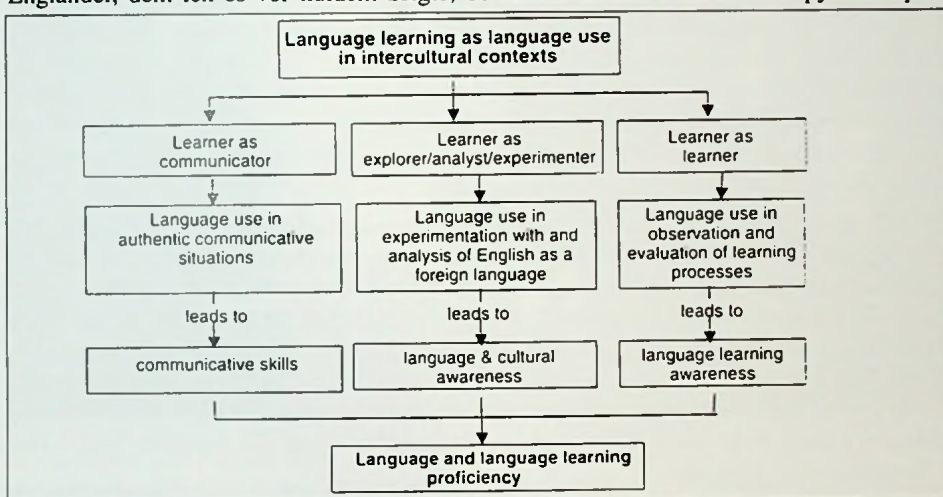 Language learning as language use
in intercultural contexts
Learner as
communicator
Learner as
explorer/analyst/experimenter
Learner as
learner
Language use in
authentic communicative
situations
Language use in
experimentation with and
analysis of English as a
foreign language
Language use in
observation and
evaluation of learning
processes
leads to
leads to
leads to
communicative skills
language & cultural
awareness
language learning
awareness
Language and language learning
proficiency